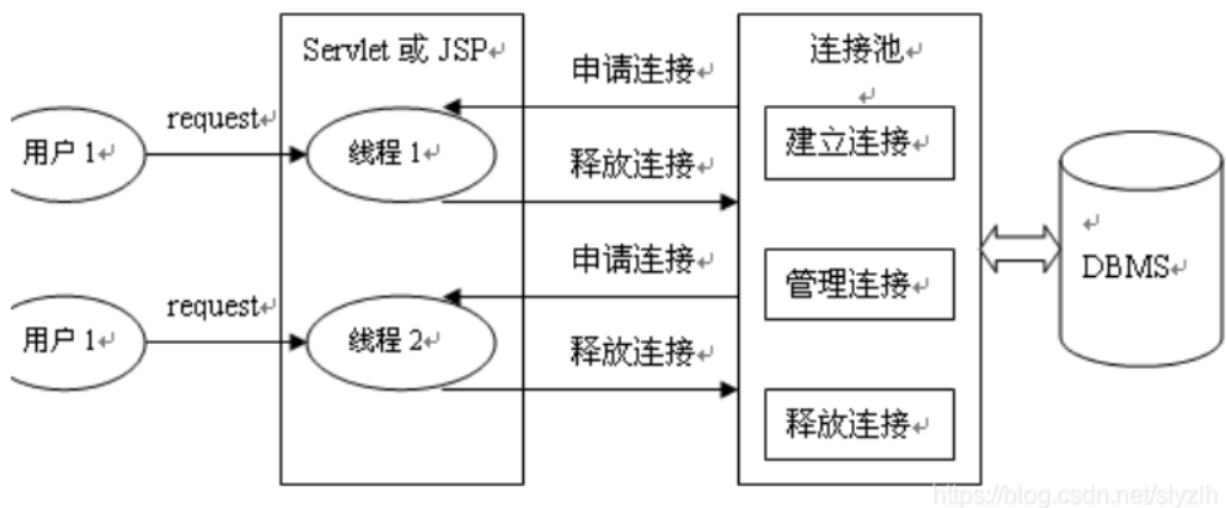 Servlet 或 JSP↵
连接池↵
↵
申请连接↵
request↵
用户 1↵
线程 1↵
建立连接↵
释放连接↵
↵
DBMS↵
申请连接↵
管理连接↵
request↵
用户 1↵
线程 2↵
释放连接↵
释放连接↵
https://blog.csdn.net/slyzlh